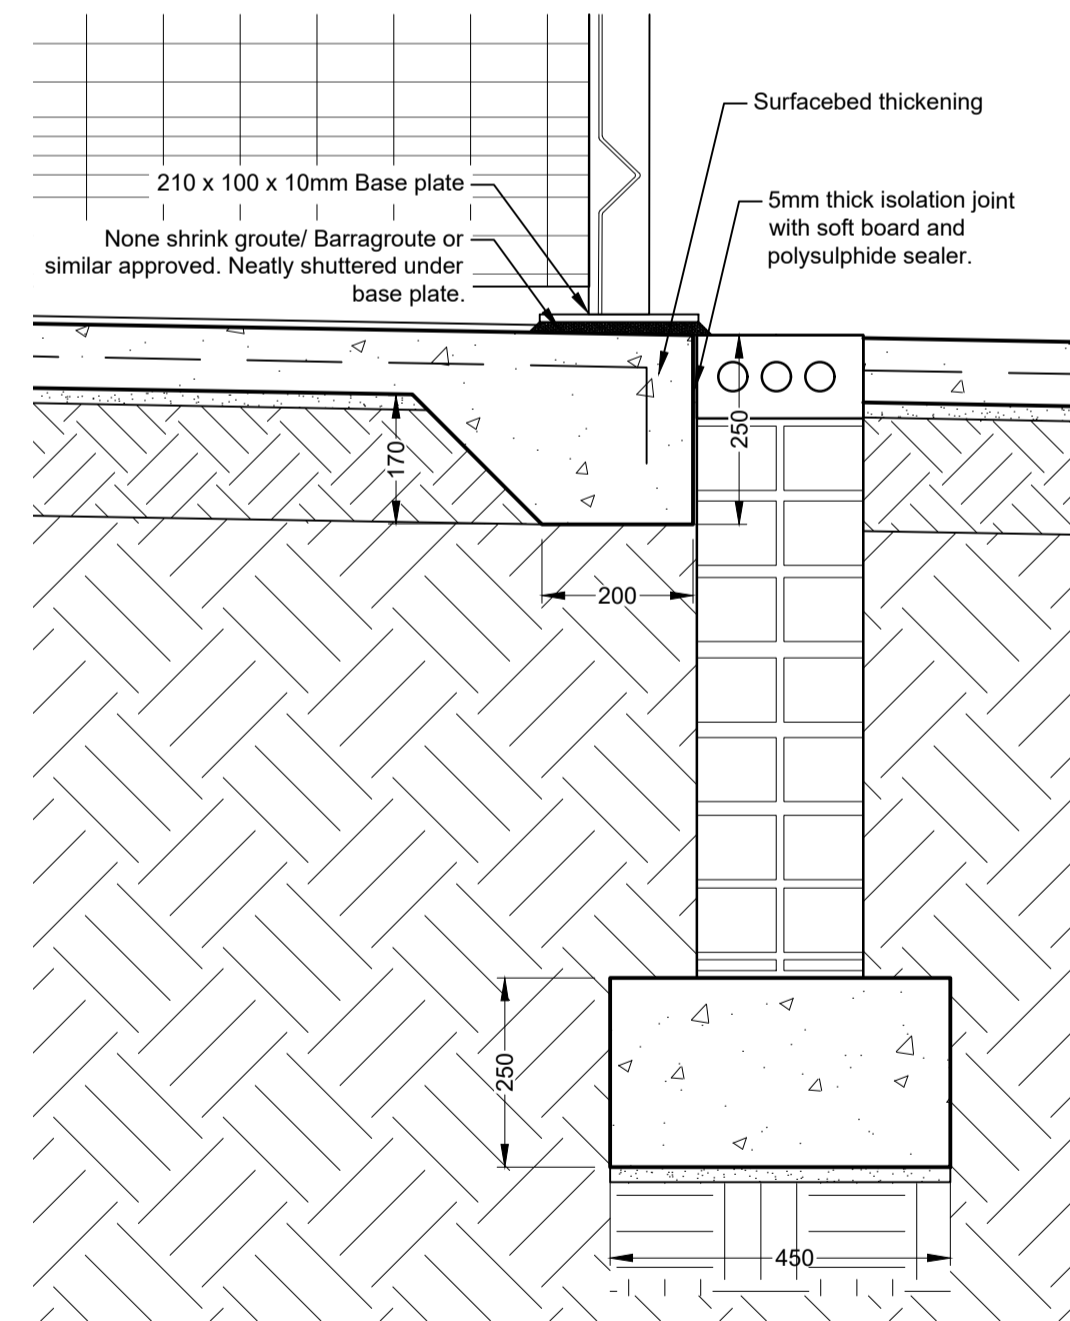 Surfacebed thickening
210 x 100 x 10mm Base plate
5mm thick isolation joint
with soft board and
polysulphide sealer.
None shrink groute/ Barragroute or
similar approved. Neatly shuttered under
base plate.
250
170
200
250
450